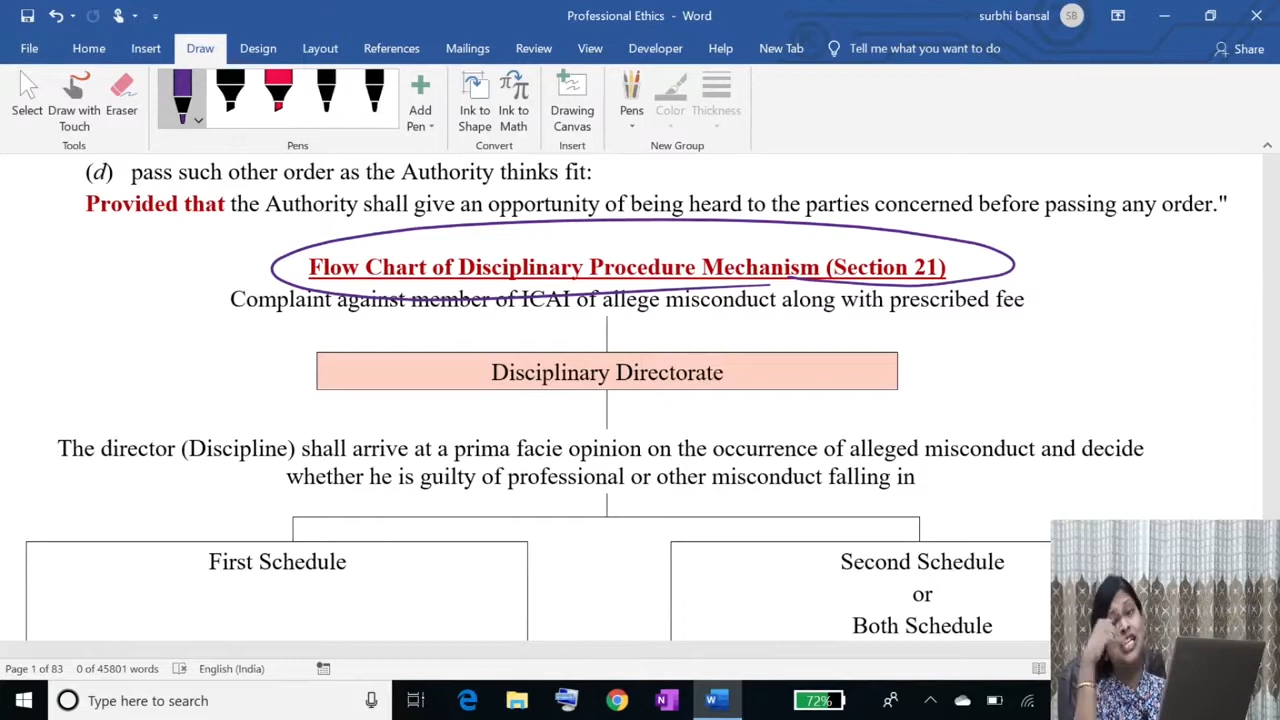 Professional Ethics - Word
surbhi bansal
SB
File Home Insert Draw Design Layout References Mailings Review View Developer Help New Tab Tell me what you want to do Share
Select Draw with Touch Eraser
Add Pen
Ink to Shape Ink to Math
Drawing Canvas
Pens Color Thickness
Tools Pens Convert Insert New Group
(d) pass such other order as the Authority thinks fit:
Provided that the Authority shall give an opportunity of being heard to the parties concerned before passing any order."
Flow Chart of Disciplinary Procedure Mechanism (Section 21)
Complaint against member of ICAI of allege misconduct along with prescribed fee
Disciplinary Directorate
The director (Discipline) shall arrive at a prima facie opinion on the occurrence of alleged misconduct and decide
whether he is guilty of professional or other misconduct falling in
First Schedule
Second Schedule
or
Both Schedule
Page 1 of 83 0 of 45801 words English (India)
Type here to search
72%